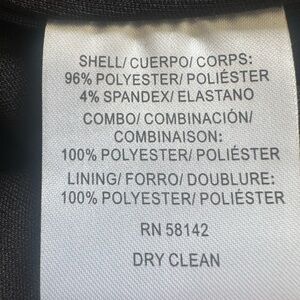 SHELL/ CUERPO/ CORPS:
96% POLYESTER/ POLIÉSTER
4% SPANDEX/ ELASTANO
COMBO/ COMBINACIÓN/
COMBINAISON:
100% POLYESTER/ POLIÉSTER
LINING/ FORRO/ DOUBLURE:
100% POLYESTER/ POLIÉSTER
RN 58142
DRY CLEAN